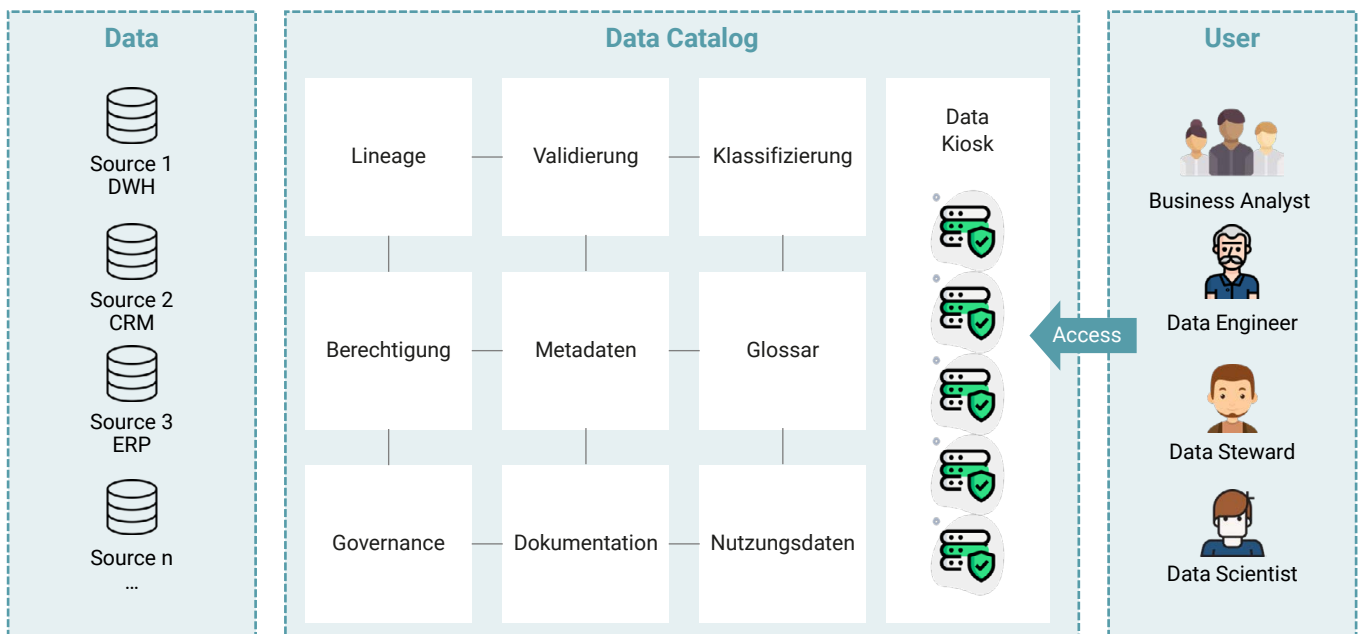 Data
Source 1
DWH
Source 2
CRM
Source 3
ERP
Source n
...
Data Catalog
Lineage
Validierung
Klassifizierung
Berechtigung
Metadaten
Glossar
Governance
Dokumentation
Nutzungsdaten
Data
Kiosk
Access
User
Business Analyst
Data Engineer
Data Steward
Data Scientist